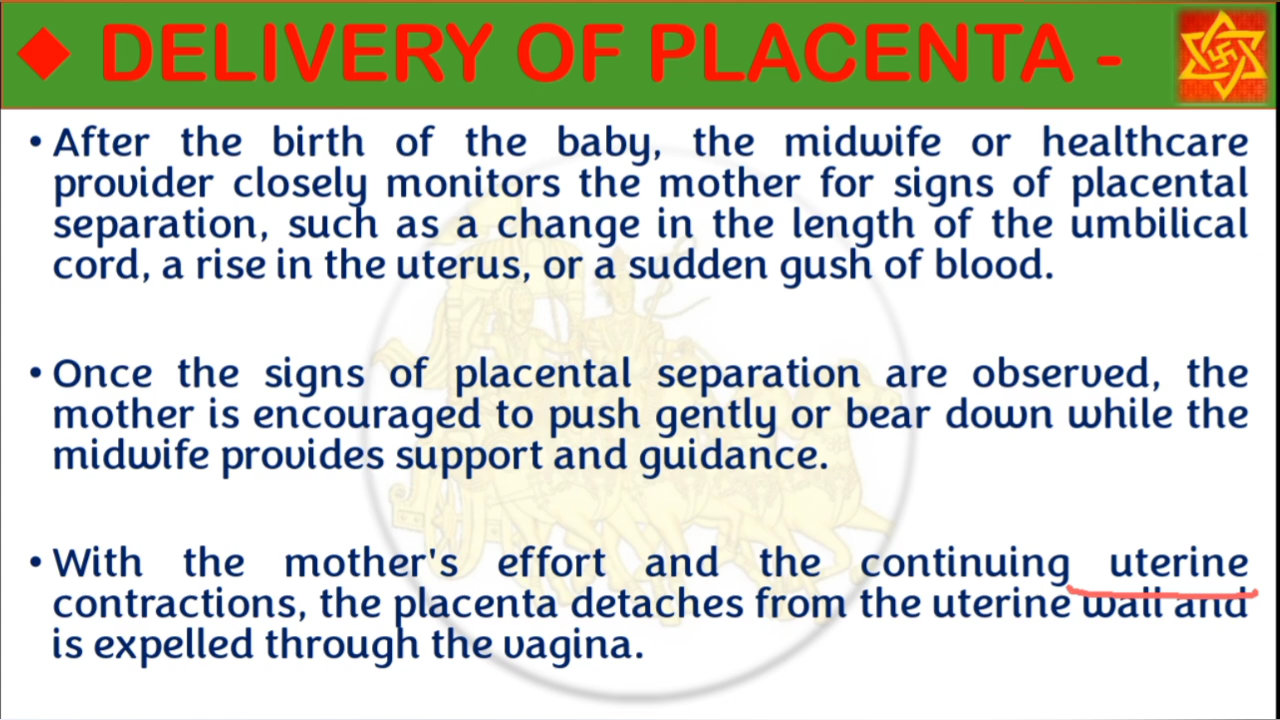 ◆ DELIVERY OF PLACENTA -
• After the birth of the baby, the midwife or healthcare
provider closely monitors the mother for signs of placental
separation, such as a change in the length of the umbilical
cord, a rise in the uterus, or a sudden gush of blood.
• Once the signs of placental separation are observed, the
mother is encouraged to push gently or bear down while the
midwife provides support and guidance.
• With the mother's effort and the continuing uterine
contractions, the placenta detaches from the uterine wall and
is expelled through the vagina.